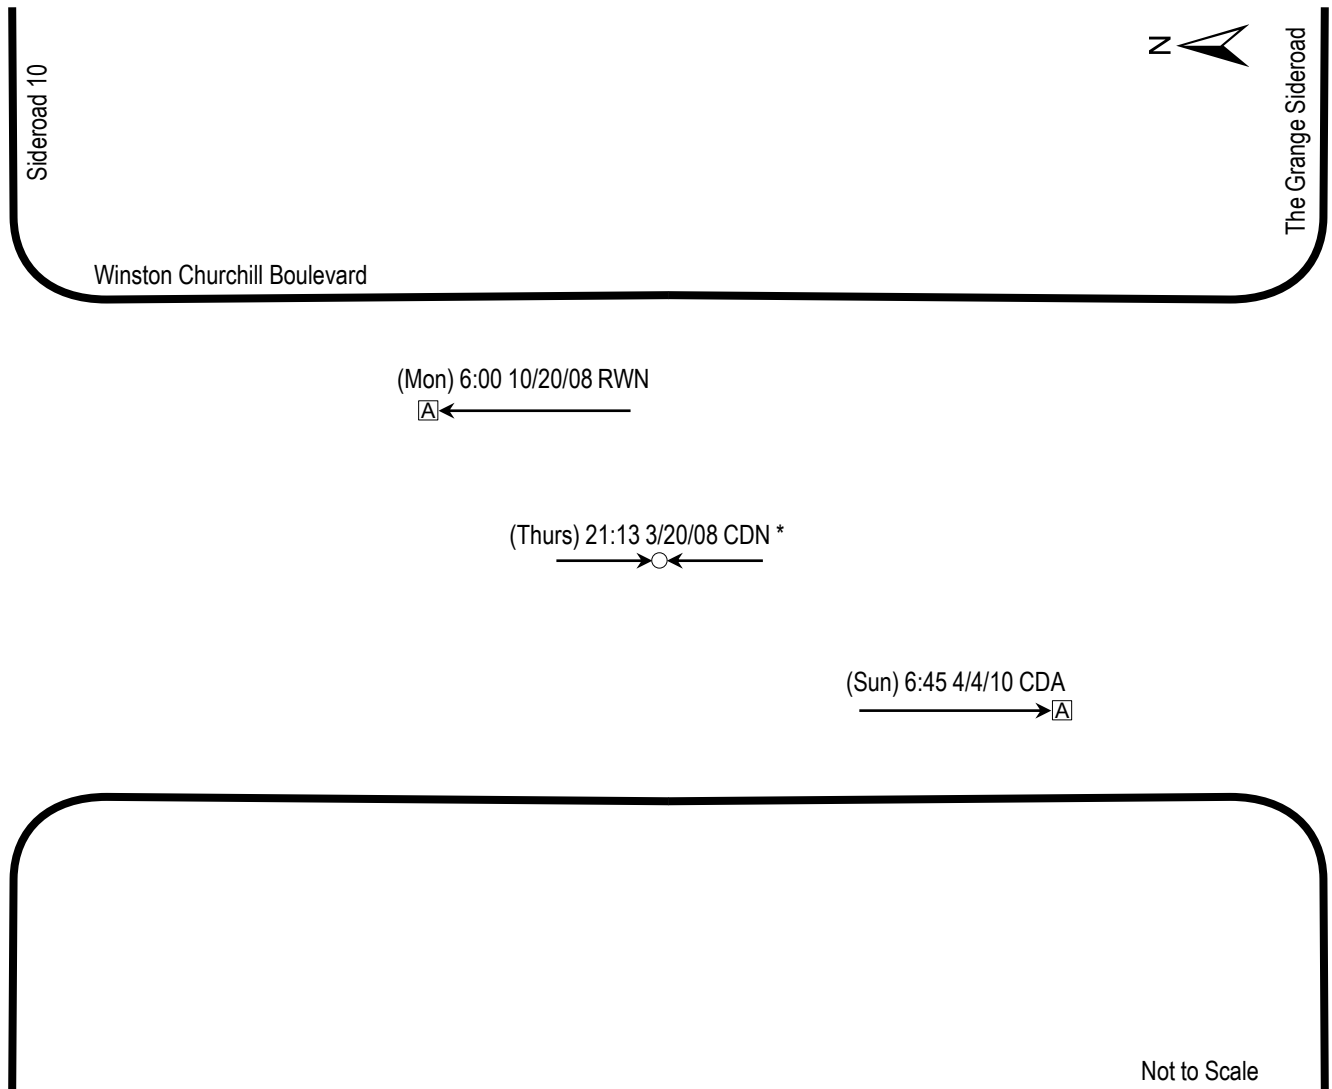 N
Sideroad 10
The Grange Sideroad
Winston Churchill Boulevard
(Mon) 6:00 10/20/08 RWN
A
(Thurs) 21:13 3/20/08 CDN *
(Sun) 6:45 4/4/10 CDA
A
Not to Scale